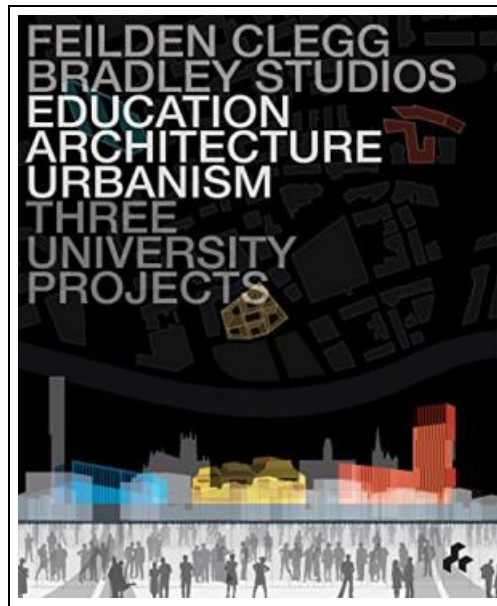 FEILDEN CLEGG
BRADLEY STUDIOS
EDUCATION
ARCHITECTURE
URBANISM
THREE
UNIVERSITY
PROJECTS